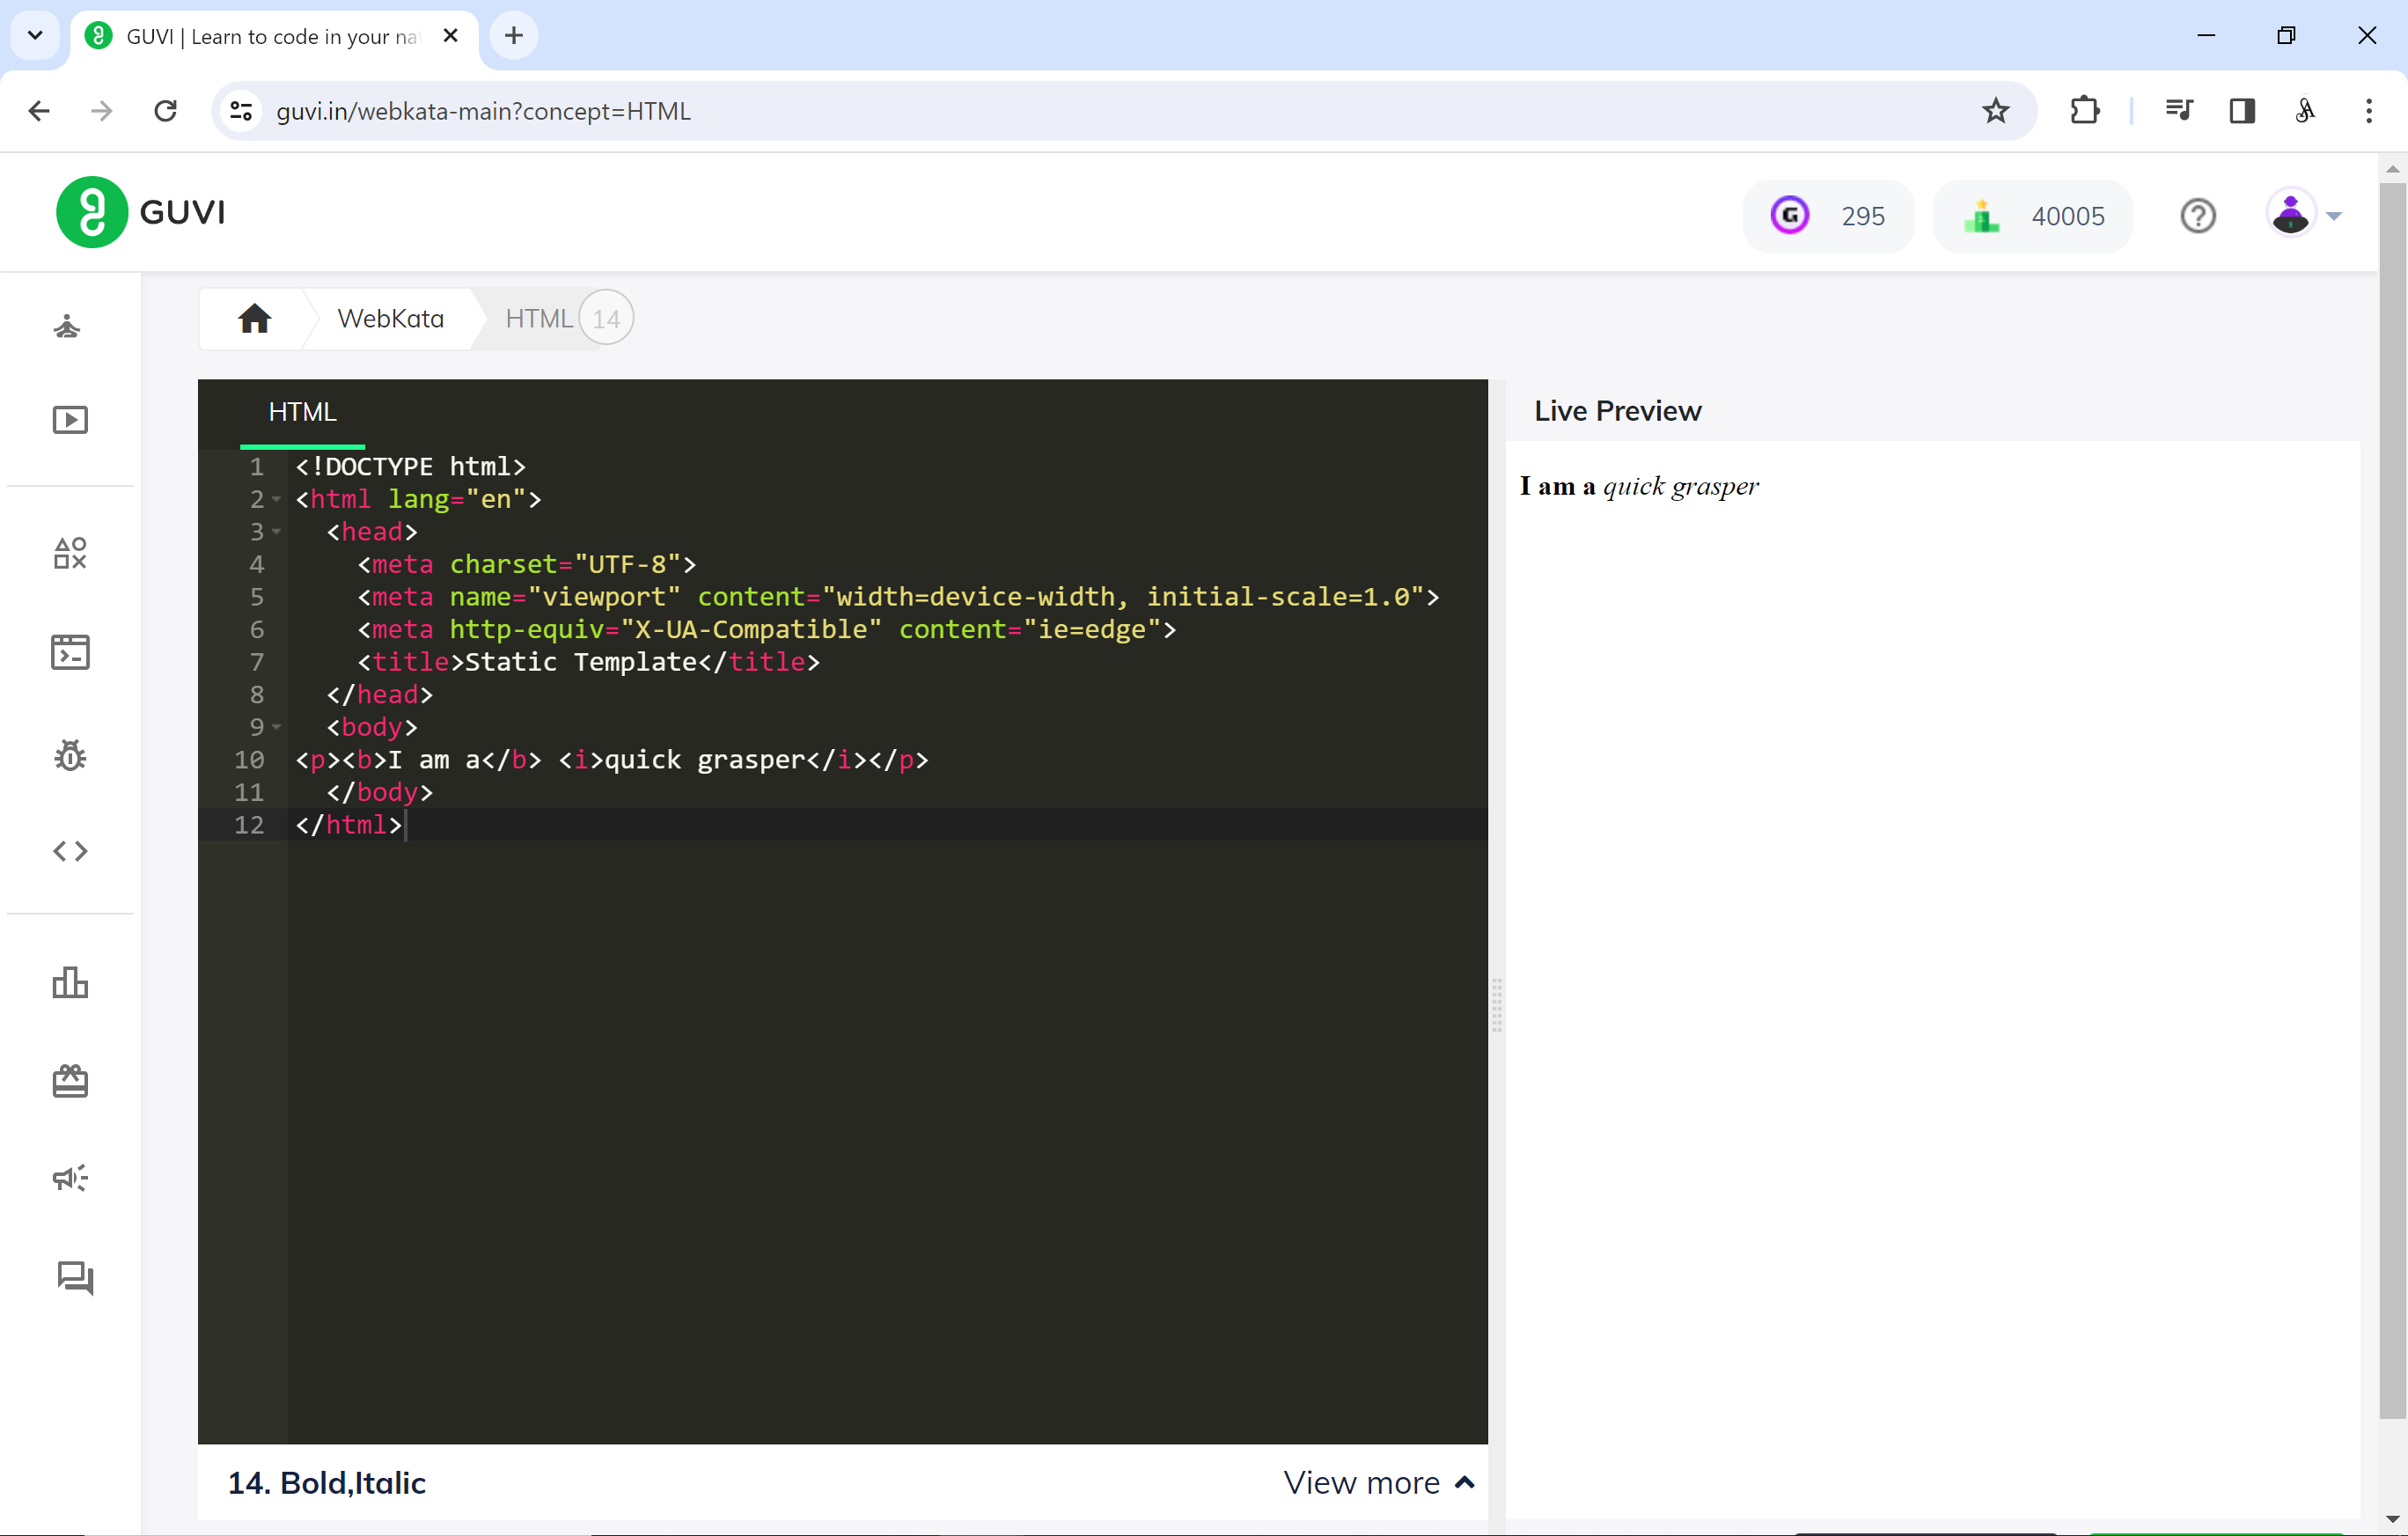 GUVI | Learn to code in your na
guvi.in/webkata-main?concept=HTML
GUVI
295
40005
WebKata
HTML
14
HTML
Live Preview
1 <!DOCTYPE html>
2 <html lang="en">
3 <head>
4 <meta charset="UTF-8">
5 <meta name="viewport" content="width=device-width, initial-scale=1.0">
6 <meta http-equiv="X-UA-Compatible" content="ie=edge">
7 <title>Static Template</title>
8 </head>
9 <body>
10 <p><b>I am a</b> <i>quick grasper</i></p>
11 </body>
12 </html>
I am a quick grasper
14. Bold,Italic
View more